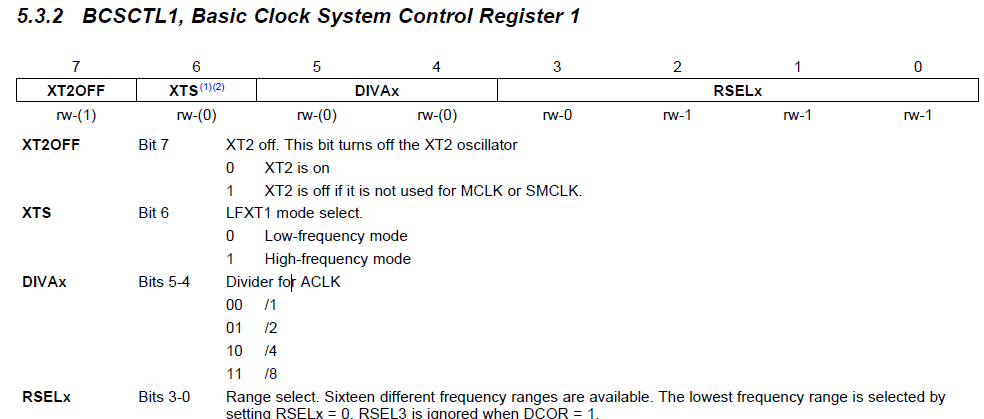 5.3.2 BCSCTL1, Basic Clock System Control Register 1
7 6 5 4 3 2 1 0
XT2OFF XTS(1)(2) DIVAx RSELx
rw-(1) rw-(0) rw-(0) rw-(0) rw-0 rw-1 rw-1 rw-1
XT2OFF Bit 7 XT2 off. This bit turns off the XT2 oscillator
0 XT2 is on
1 XT2 is off if it is not used for MCLK or SMCLK.
XTS Bit 6 LFXT1 mode select.
0 Low-frequency mode
1 High-frequency mode
DIVAx Bits 5-4 Divider for ACLK
00 /1
01 /2
10 /4
11 /8
RSELx Bits 3-0 Range select. Sixteen different frequency ranges are available. The lowest frequency range is selected by
setting RSELx = 0. RSEL3 is ignored when DCOR = 1.